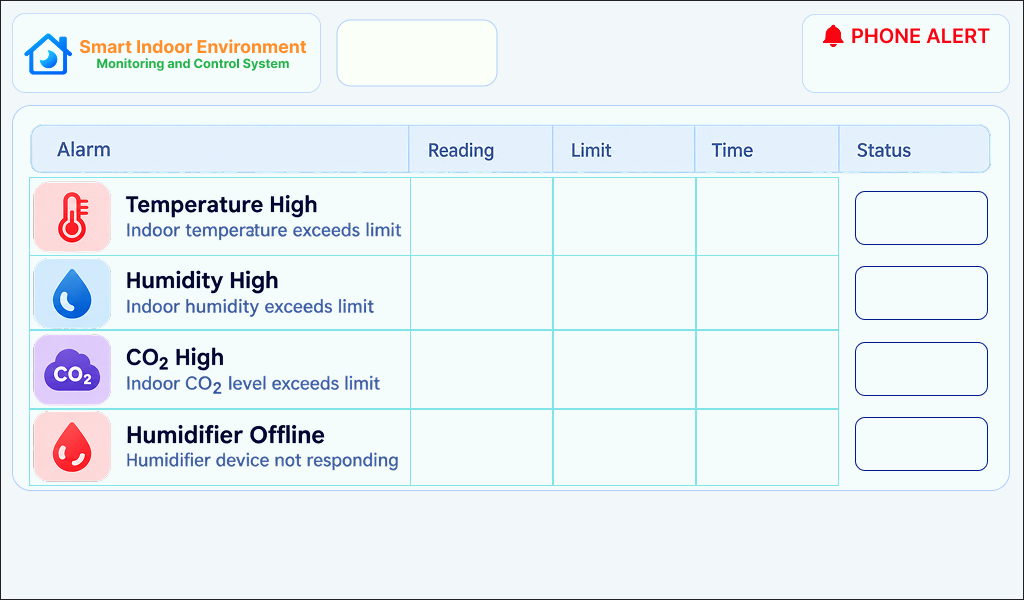 Smart Indoor Environment
Monitoring and Control System
PHONE ALERT
Alarm Reading Limit Time Status
Temperature High
Indoor temperature exceeds limit
Humidity High
Indoor humidity exceeds limit
CO₂
CO₂ High
Indoor CO₂ level exceeds limit
Humidifier Offline
Humidifier device not responding